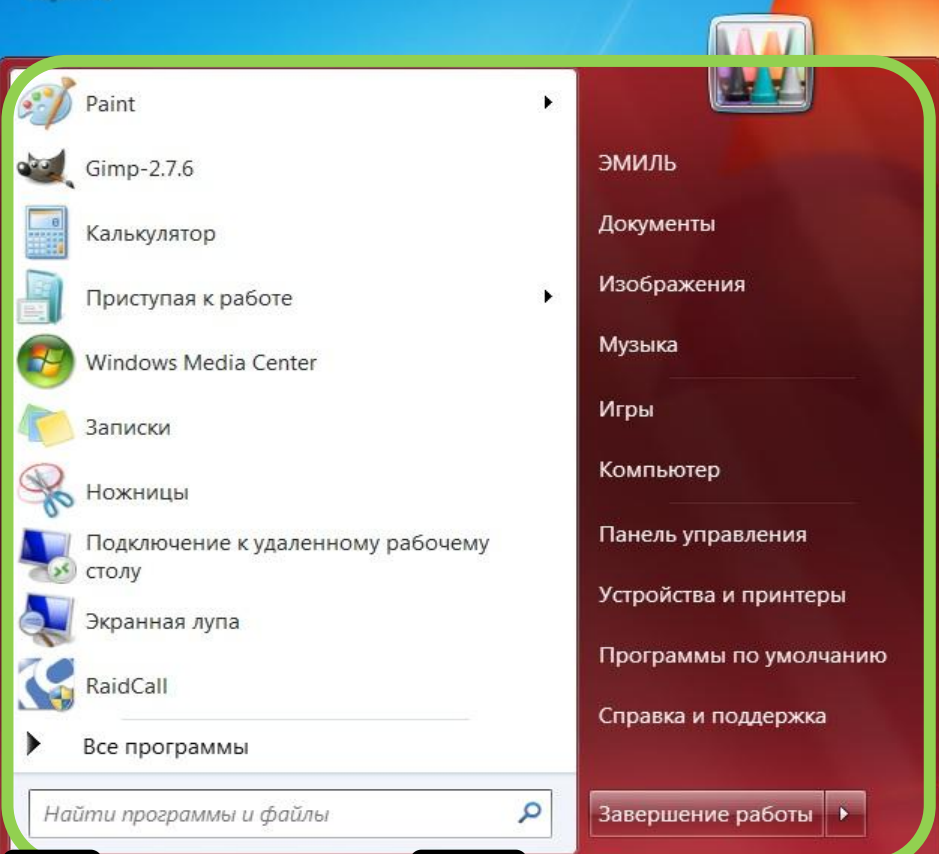 Paint
Gimp-2.7.6
Калькулятор
Приступая к работе
Windows Media Center
Записки
Ножницы
Подключение к удаленному рабочему
столу
Экранная лупа
RaidCall
Все программы
Найти программы и файлы
ЭМИЛЬ
Документы
Изображения
Музыка
Игры
Компьютер
Панель управления
Устройства и принтеры
Программы по умолчанию
Справка и поддержка
Завершение работы